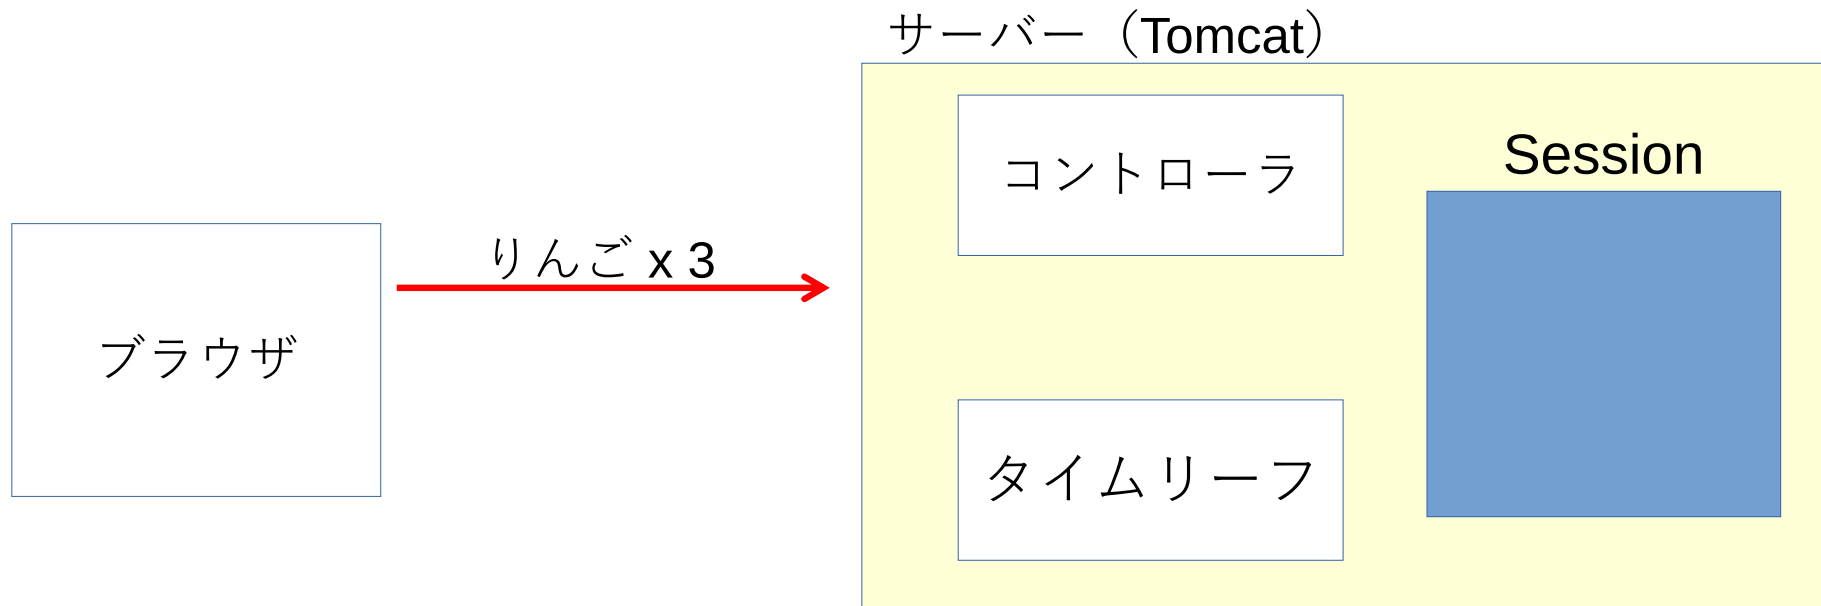 サーバー（Tomcat）
コントローラ
Session
りんご x 3
ブラウザ
タイムリーフ